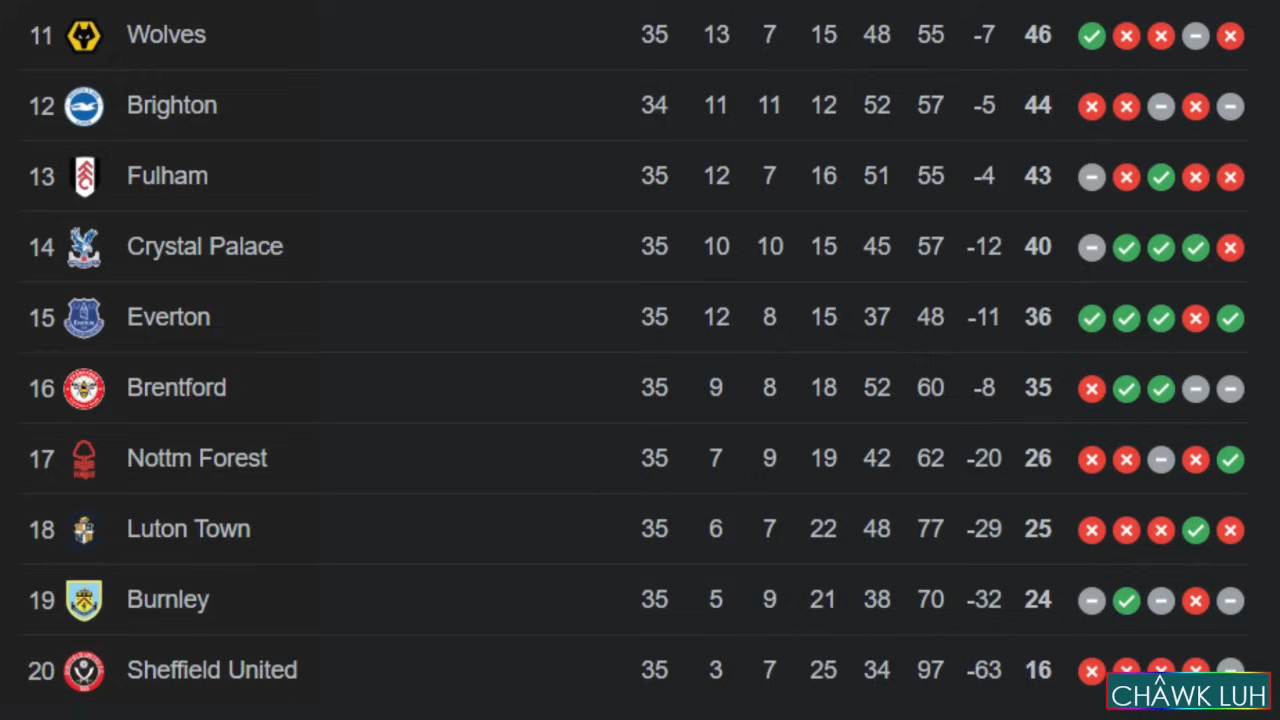 11 Wolves 35 13 7 15 48 55 -7 46
12 Brighton 34 11 11 12 52 57 -5 44
13 Fulham 35 12 7 16 51 55 -4 43
14 Crystal Palace 35 10 10 15 45 57 -12 40
15 Everton 35 12 8 15 37 48 -11 36
16 Brentford 35 9 8 18 52 60 -8 35
17 Nottm Forest 35 7 9 19 42 62 -20 26
18 Luton Town 35 6 7 22 48 77 -29 25
19 Burnley 35 5 9 21 38 70 -32 24
20 Sheffield United 35 3 7 25 34 97 -63 16
CHÂWK LUH